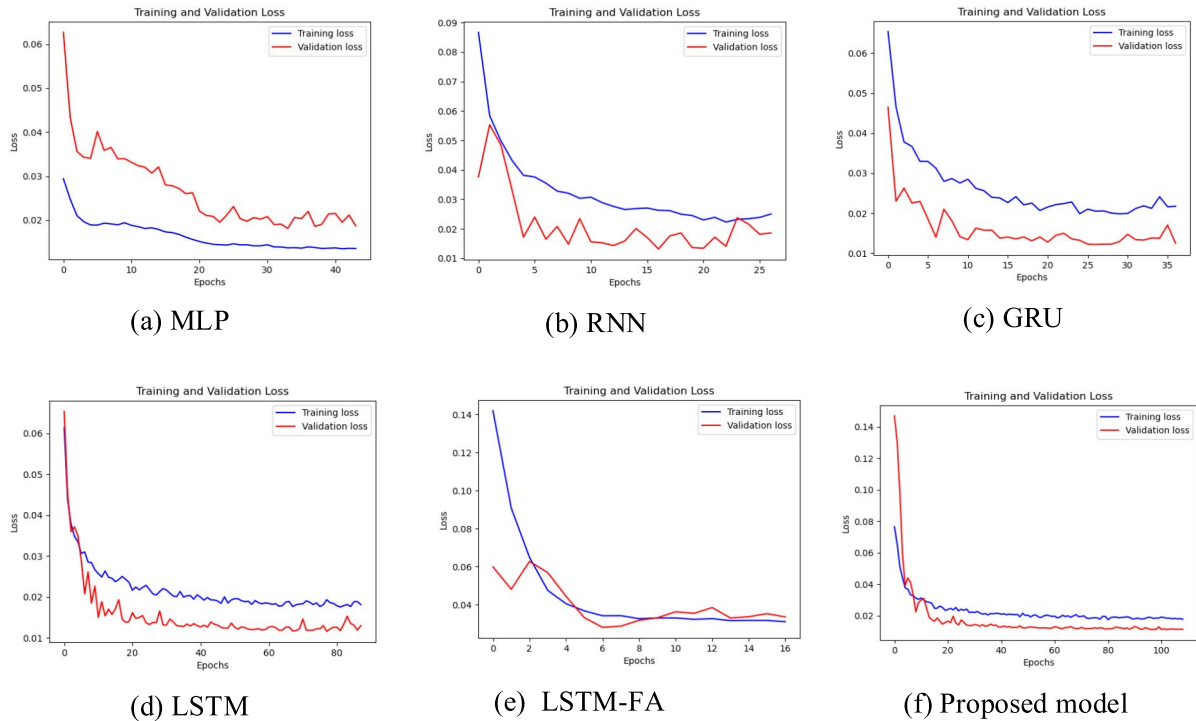 Training and Validation Loss
Training loss
Validation loss
0.06
0.05
0.04
0.03
0.02
Loss
0 10 20 30 40
Epochs
(a) MLP
Training and Validation Loss
Training loss
Validation loss
0.09
0.08
0.07
0.06
0.05
0.04
0.03
0.02
0.01
Loss
0 5 10 15 20 25
Epochs
(b) RNN
Training and Validation Loss
Training loss
Validation loss
0.06
0.05
0.04
0.03
0.02
0.01
Loss
0 5 10 15 20 25 30 35
Epochs
(c) GRU
Training and Validation Loss
Training loss
Validation loss
0.06
0.05
0.04
0.03
0.02
0.01
Loss
0 20 40 60 80
Epochs
(d) LSTM
Training and Validation Loss
Training loss
Validation loss
0.14
0.12
0.10
0.08
0.06
0.04
Loss
0 2 4 6 8 10 12 14 16
Epochs
(e) LSTM-FA
Training and Validation Loss
Training loss
Validation loss
0.14
0.12
0.10
0.08
0.06
0.04
0.02
Loss
0 20 40 60 80 100
Epochs
(f) Proposed model